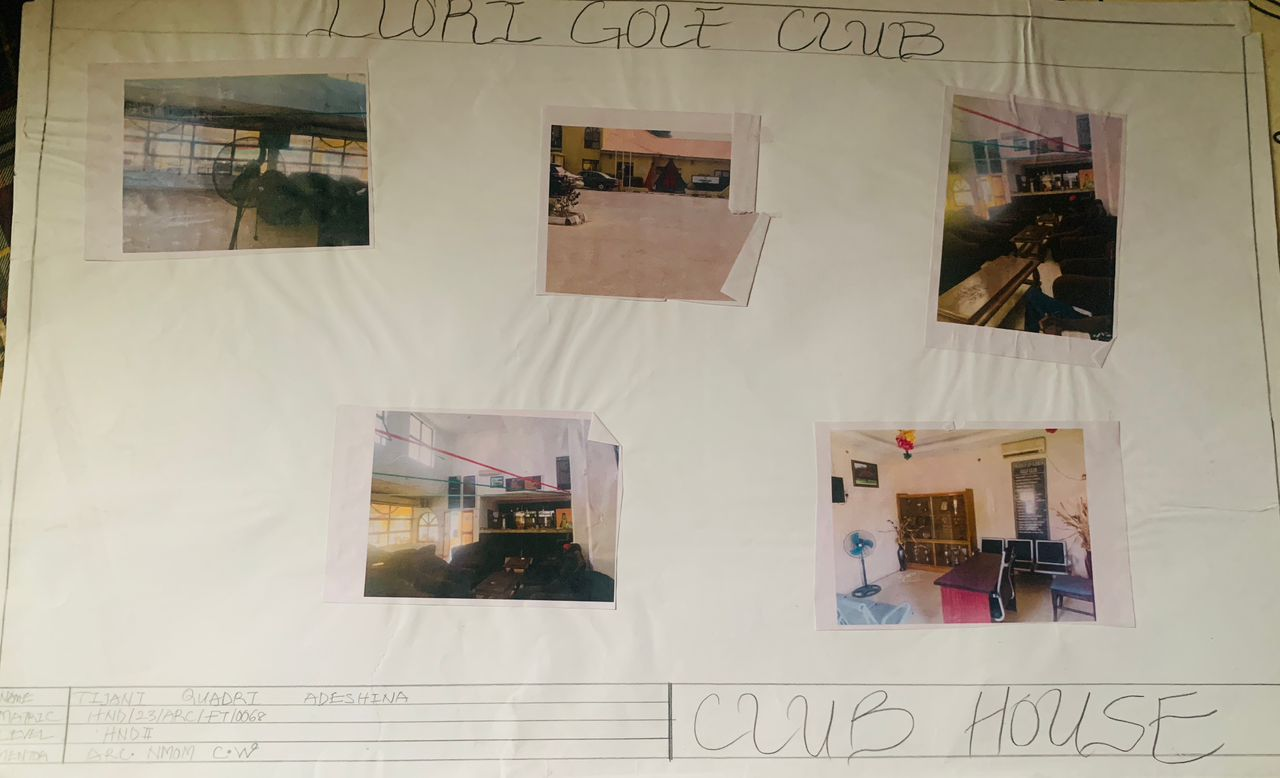 ILORI GOLF CLUB
NAME TIJANI QUADRI ADESHINA
MATRIC HND/23/ARC/FT/0068
LEVEL HND II
MENTOR ARC. NMOM C.W
CLUB HOUSE